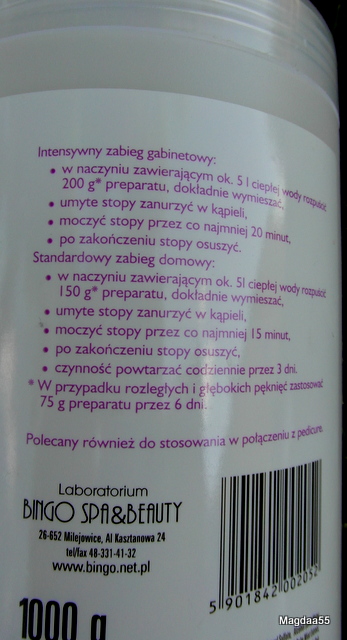 Intensywny zabieg gabinetowy:
• w naczyniu zawierającym ok. 5 l ciepłej wody rozpuścić
200 g* preparatu, dokładnie wymieszać,
• umyte stopy zanurzyć w kąpieli,
• moczyć stopy przez co najmniej 20 minut,
• po zakończeniu stopy osuszyć.
Standardowy zabieg domowy:
• w naczyniu zawierającym ok. 5l ciepłej wody rozpuścić
150 g* preparatu, dokładnie wymieszać,
• umyte stopy zanurzyć w kąpieli,
• moczyć stopy przez co najmniej 15 minut,
• po zakończeniu stopy osuszyć,
• czynność powtarzać codziennie przez 3 dni.
* W przypadku rozległych i głębokich pęknięć zastosować
75 g preparatu przez 6 dni.
Polecany również do stosowania w połączeniu z pedicure.
Laboratorium
BINGO SPA&BEAUTY
26-652 Milejowice, Al Kasztanowa 24
tel/fax 48-331-41-32
www.bingo.net.pl
5 901842 002052
1000 g
Magdaa55